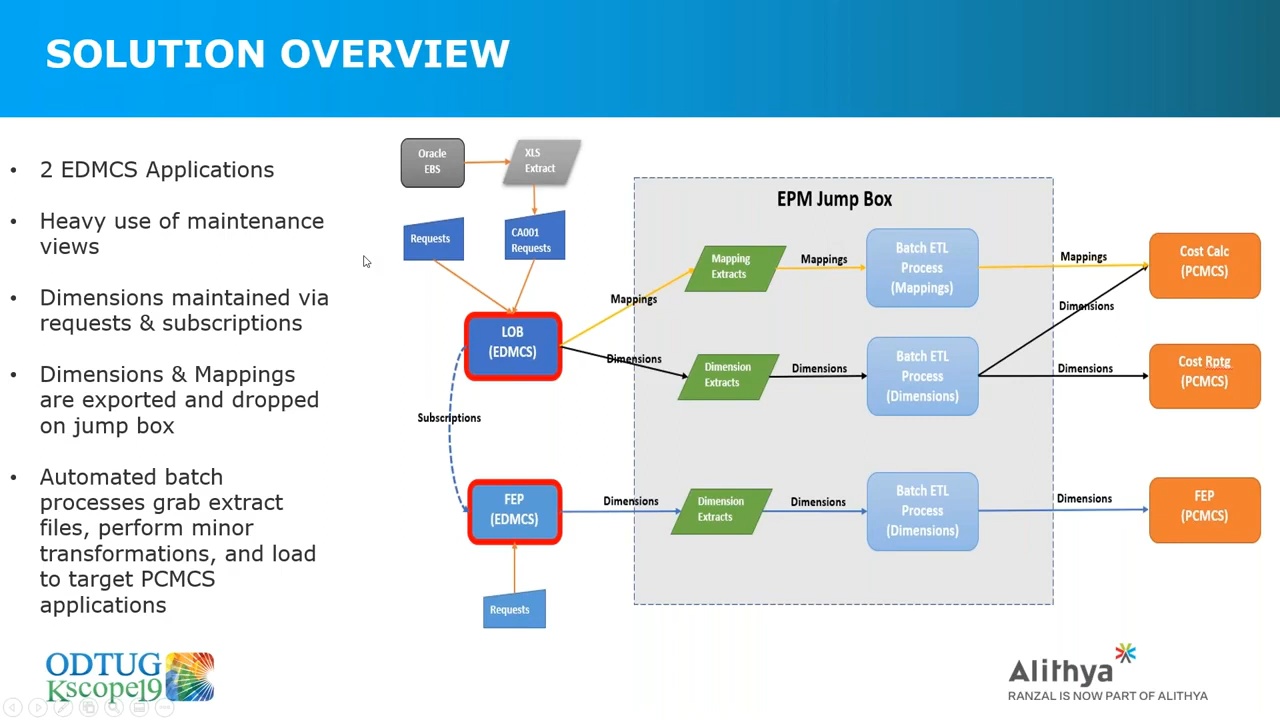 SOLUTION OVERVIEW
• 2 EDMCS Applications
• Heavy use of maintenance
views
• Dimensions maintained via
requests & subscriptions
• Dimensions & Mappings
are exported and dropped
on jump box
• Automated batch
processes grab extract
files, perform minor
transformations, and load
to target PCMCS
applications
Oracle
EBS
XLS
Extract
Requests
CA001
Requests
LOB
(EDMCS)
Subscriptions
FEP
(EDMCS)
Requests
Mappings
Dimensions
Dimensions
EPM Jump Box
Mapping
Extracts
Mappings
Batch ETL
Process
(Mappings)
Mappings
Cost Calc
(PCMCS)
Dimensions
Dimension
Extracts
Dimensions
Batch ETL
Process
(Dimensions)
Dimensions
Cost Rptg
(PCMCS)
Dimension
Extracts
Dimensions
Batch ETL
Process
(Dimensions)
Dimensions
FEP
(PCMCS)
ODTUG
Kscope19
Alithya
RANZAL IS NOW PART OF ALITHYA